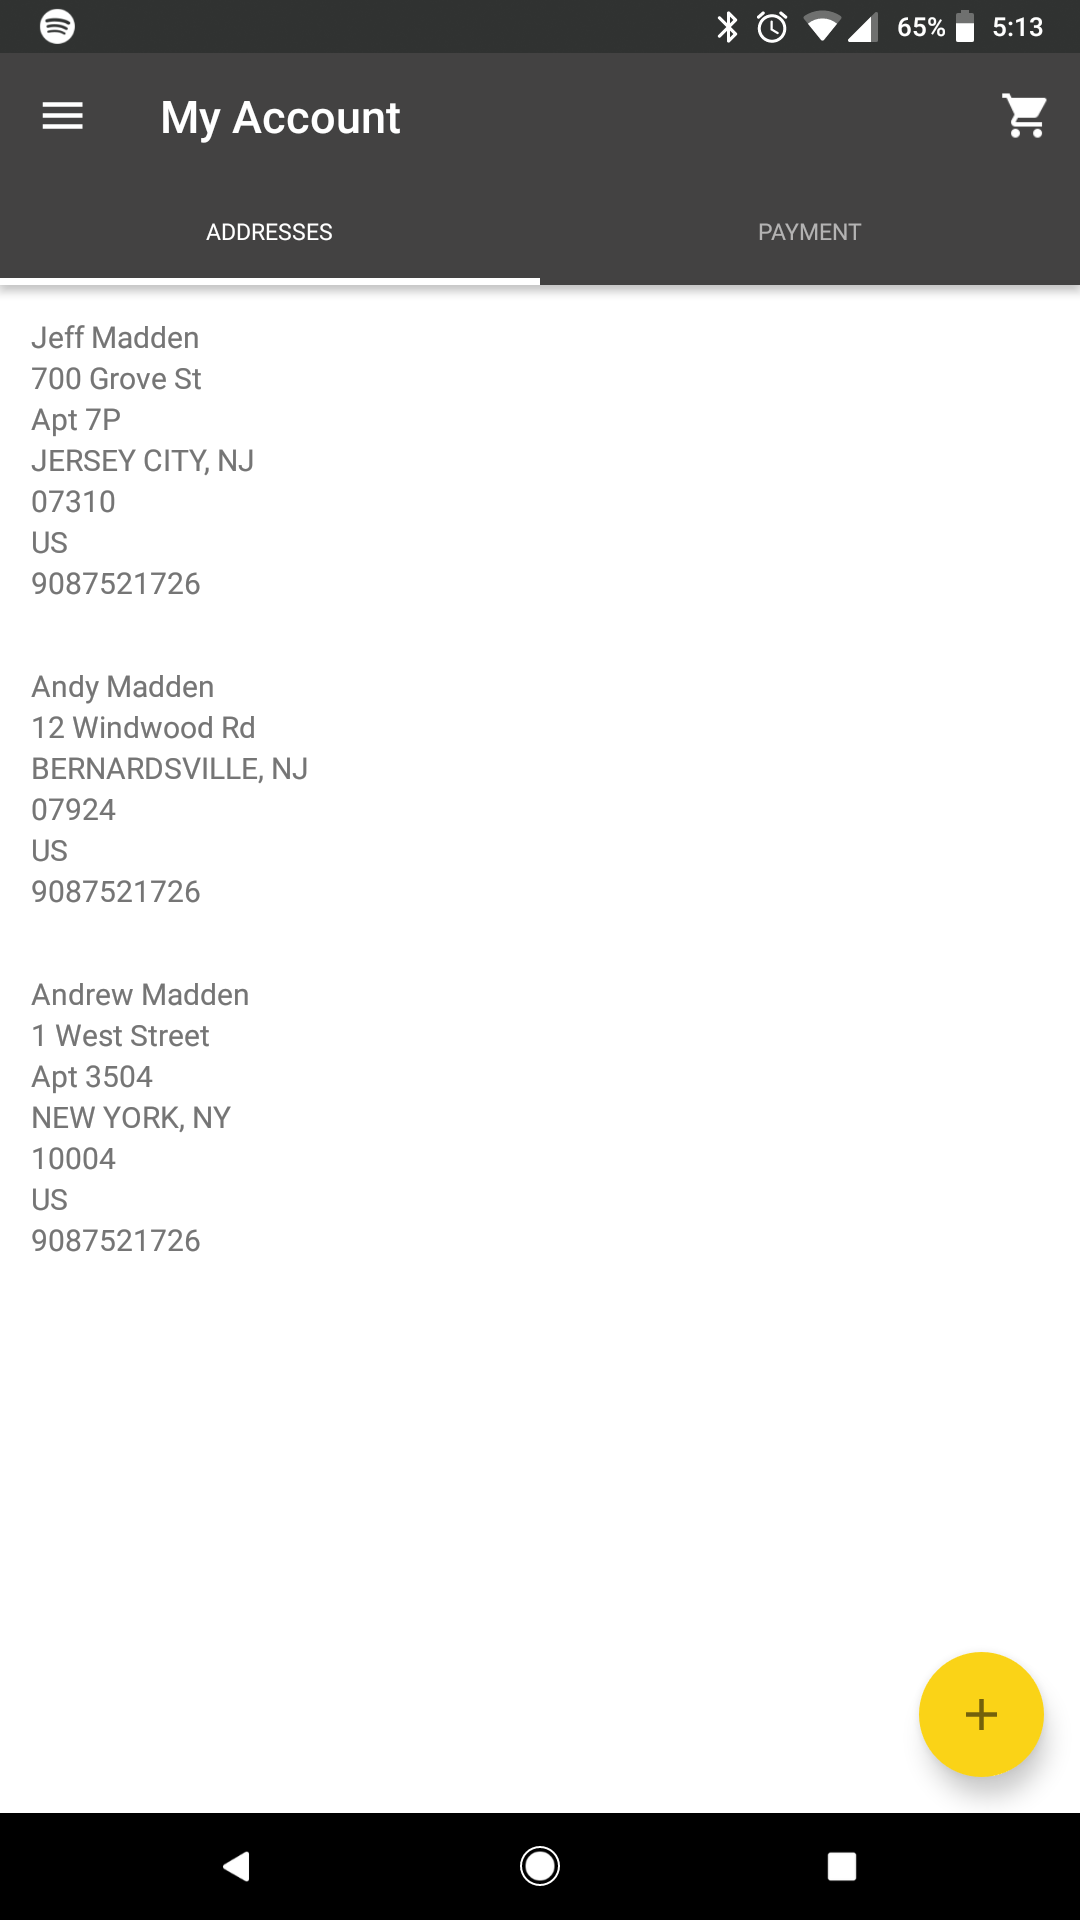 65% 5:13
My Account
ADDRESSES PAYMENT
Jeff Madden
700 Grove St
Apt 7P
JERSEY CITY, NJ
07310
US
9087521726
Andy Madden
12 Windwood Rd
BERNARDSVILLE, NJ
07924
US
9087521726
Andrew Madden
1 West Street
Apt 3504
NEW YORK, NY
10004
US
9087521726